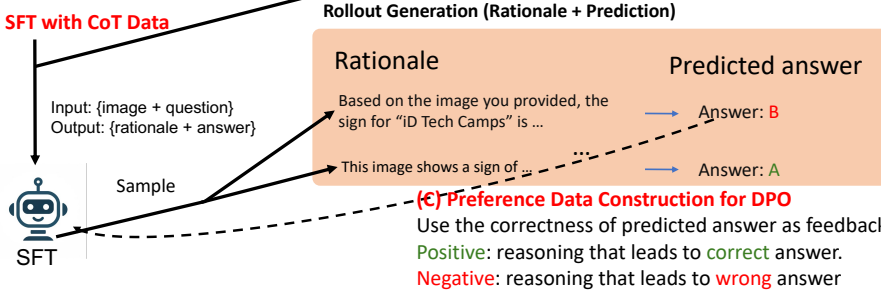 SFT with CoT Data
Rollout Generation (Rationale + Prediction)
Rationale
Predicted answer
Input: {image + question}
Output: {rationale + answer}
Based on the image you provided, the
sign for "iD Tech Camps" is …
Answer: B
…
This image shows a sign of …
Answer: A
Sample
SFT
(C) Preference Data Construction for DPO
Use the correctness of predicted answer as feedback
Positive: reasoning that leads to correct answer.
Negative: reasoning that leads to wrong answer